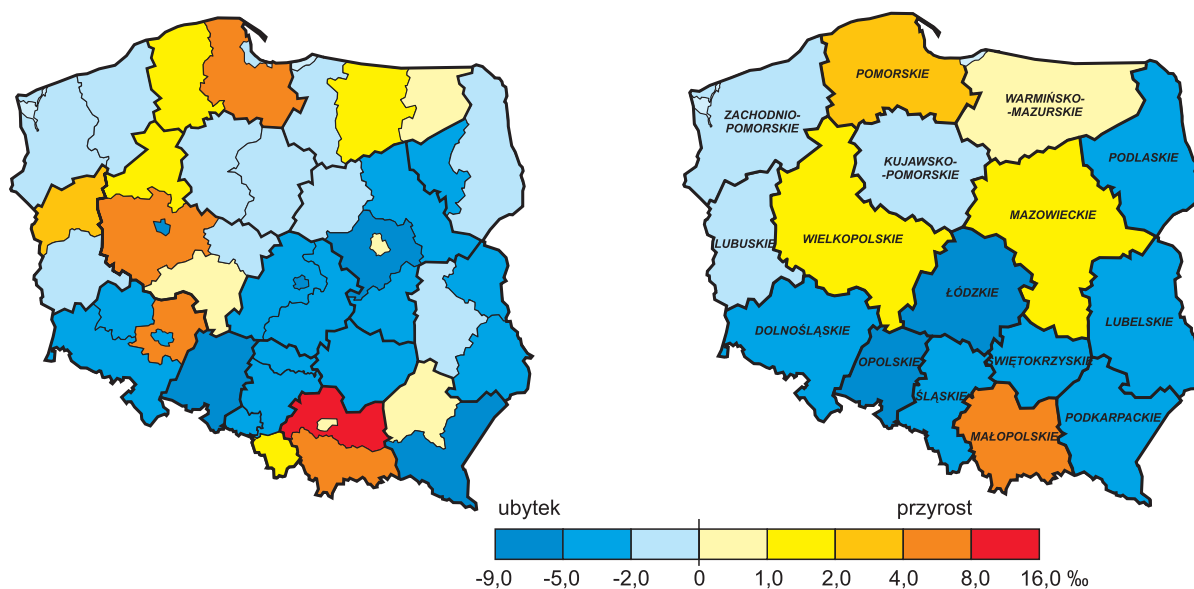 POMORSKIE
WARMIŃSKO-
-MAZURSKIE
ZACHODNIO-
POMORSKIE
KUJAWSKO-
-POMORSKIE
PODLASKIE
MAZOWIECKIE
LUBUSKIE
WIELKOPOLSKIE
ŁÓDZKIE
LUBELSKIE
DOLNOŚLĄSKIE
OPOLSKIE
ŚWIĘTOKRZYSKIE
ŚLĄSKIE
PODKARPACKIE
MAŁOPOLSKIE
ubytek przyrost
-9,0 -5,0 -2,0 0 1,0 2,0 4,0 8,0 16,0 ‰